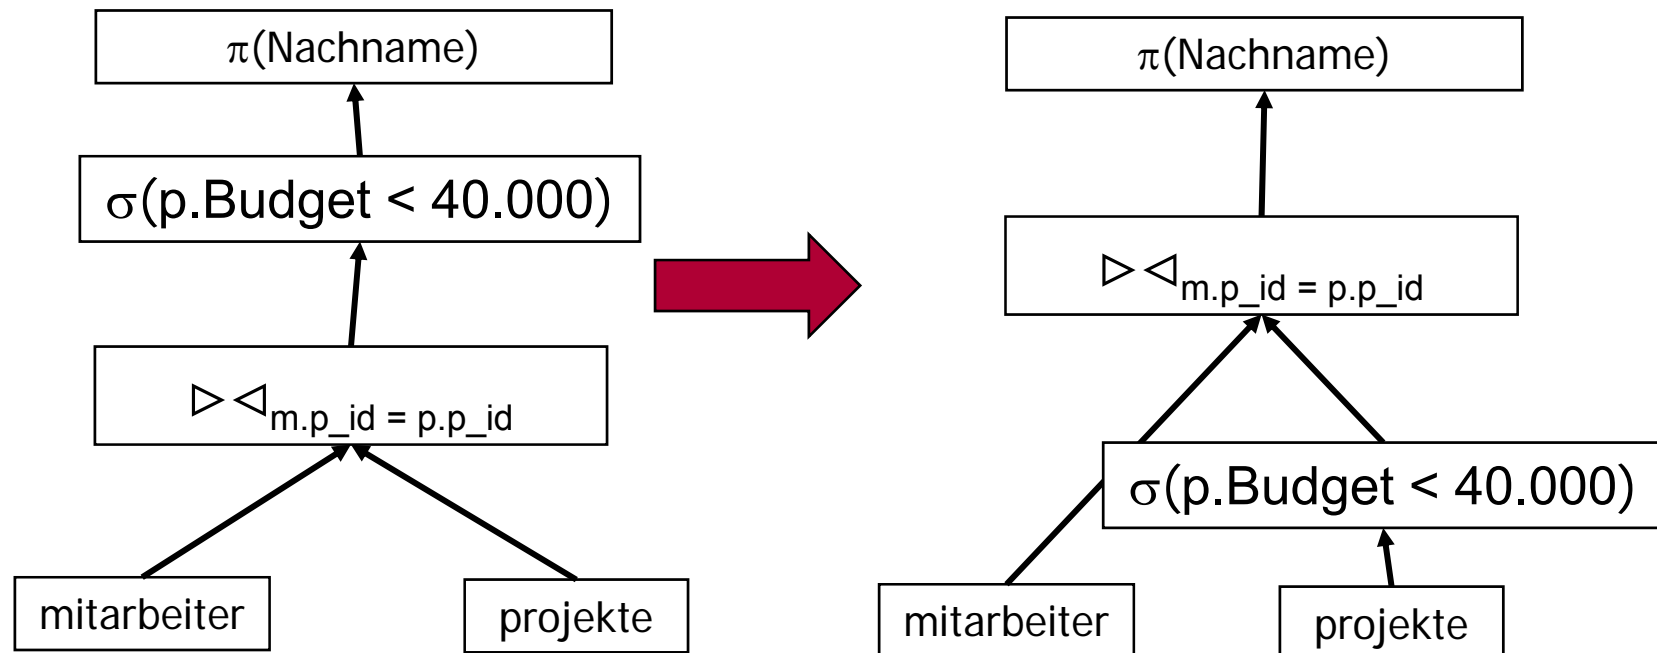 π(Nachname)
σ(p.Budget < 40.000)
▷◁m.p_id = p.p_id
mitarbeiter
projekte
π(Nachname)
▷◁m.p_id = p.p_id
σ(p.Budget < 40.000)
mitarbeiter
projekte